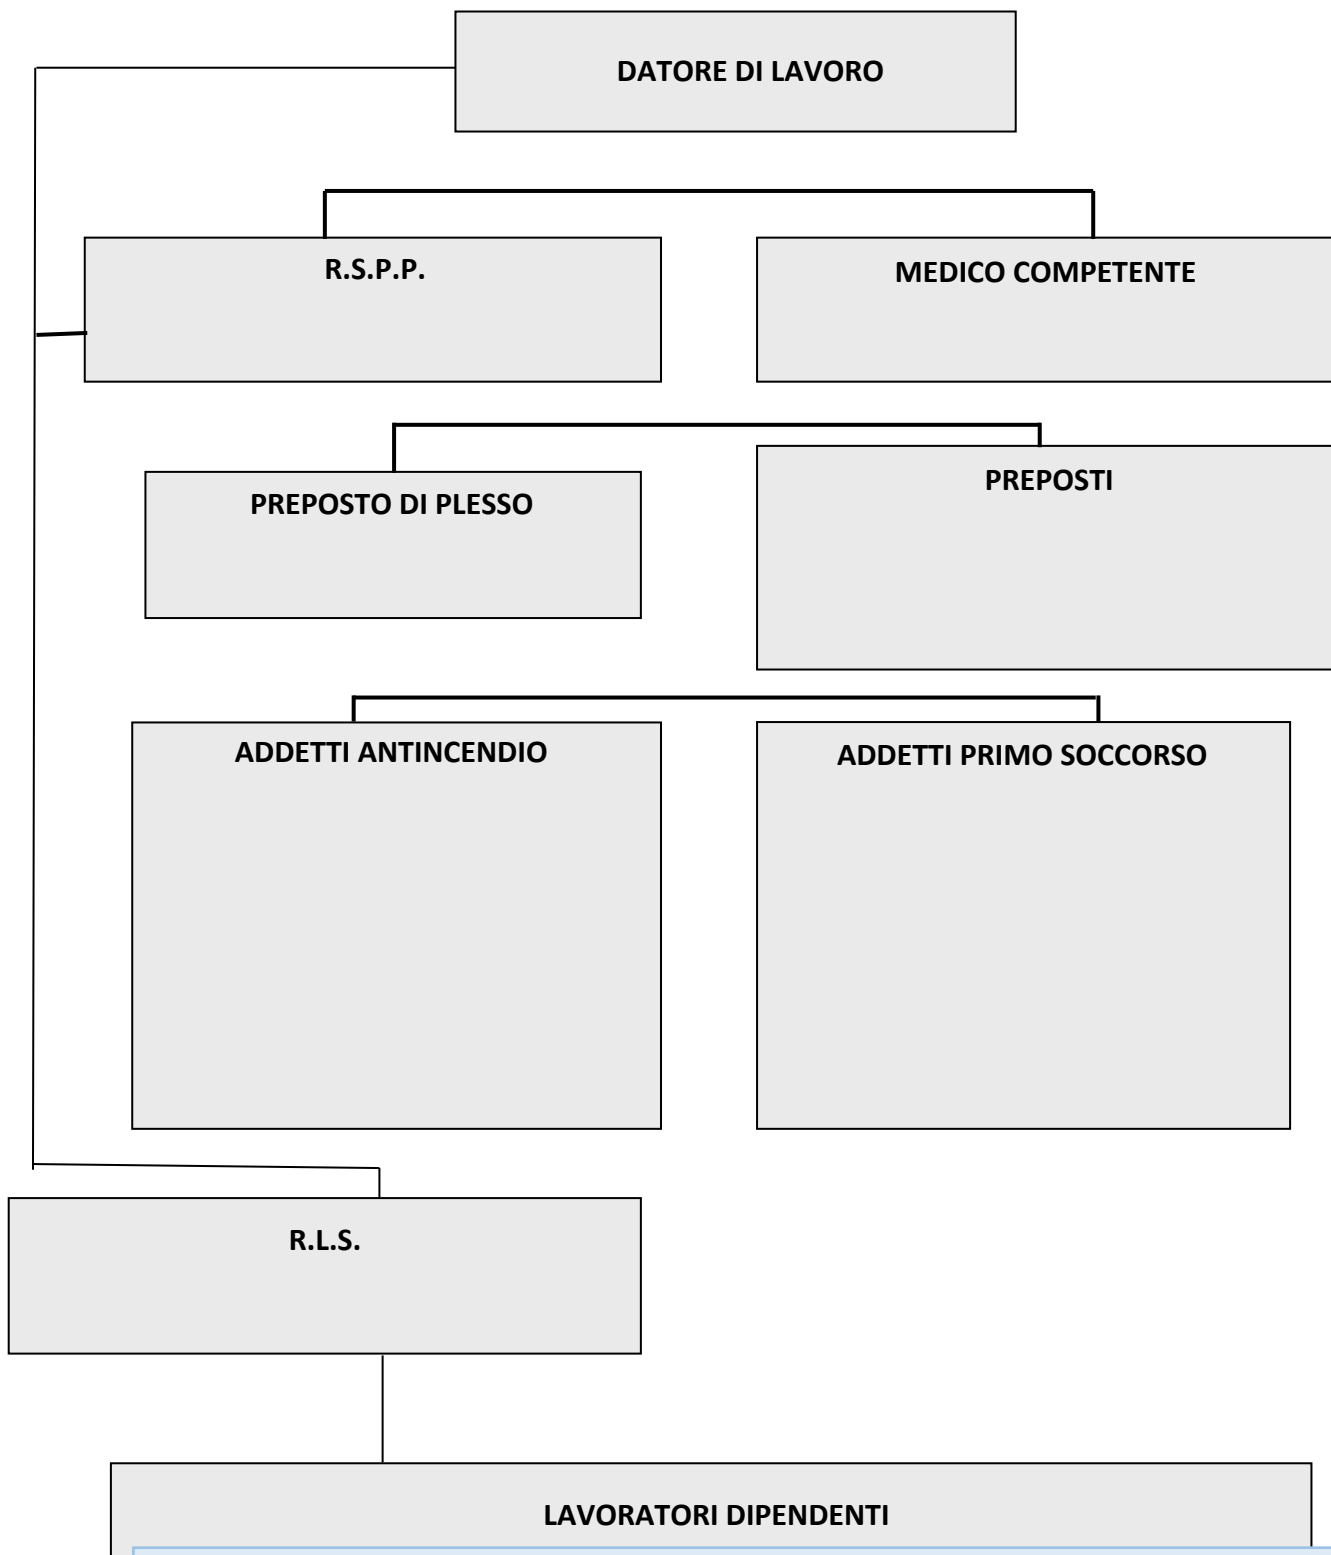 DATORE DI LAVORO
R.S.P.P.
MEDICO COMPETENTE
PREPOSTO DI PLESSO
PREPOSTI
ADDETTI ANTINCENDIO
ADDETTI PRIMO SOCCORSO
R.L.S.
LAVORATORI DIPENDENTI